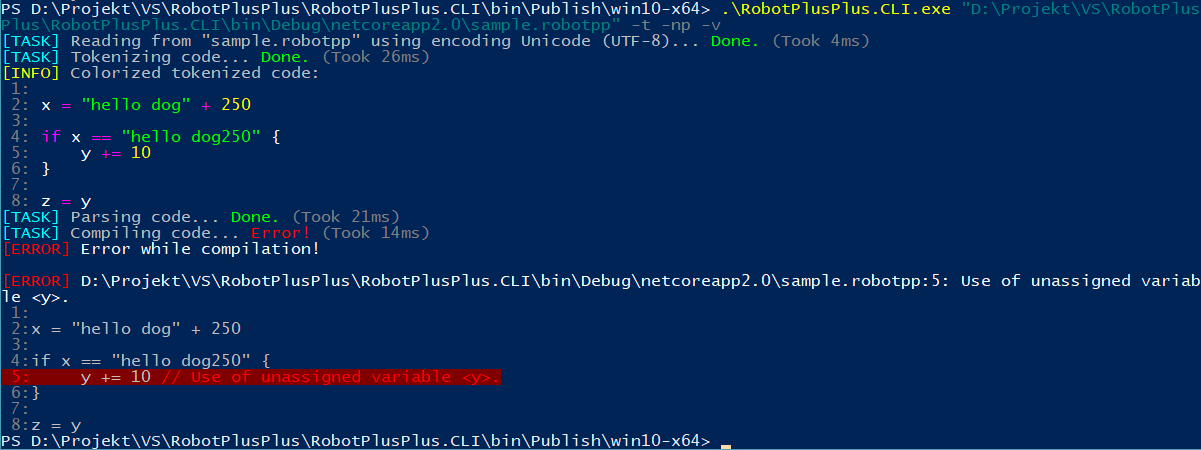 PS D:\Projekt\VS\RobotPlusPlus\RobotPlusPlus.CLI\bin\Publish\win10-x64> .\RobotPlusPlus.CLI.exe "D:\Projekt\VS\RobotPlus
Plus\RobotPlusPlus.CLI\bin\Debug\netcoreapp2.0\sample.robotpp" -t -np -v
[TASK] Reading from "sample.robotpp" using encoding Unicode (UTF-8)... Done. (Took 4ms)
[TASK] Tokenizing code... Done. (Took 26ms)
[INFO] Colorized tokenized code:
1:
2: x = "hello dog" + 250
3:
4: if x == "hello dog250" {
5:     y += 10
6: }
7:
8: z = y
[TASK] Parsing code... Done. (Took 21ms)
[TASK] Compiling code... Error! (Took 14ms)
[ERROR] Error while compilation!
[ERROR] D:\Projekt\VS\RobotPlusPlus\RobotPlusPlus.CLI\bin\Debug\netcoreapp2.0\sample.robotpp:5: Use of unassigned variab
le <y>.
1:
2:x = "hello dog" + 250
3:
4:if x == "hello dog250" {
5:     y += 10 // Use of unassigned variable <y>.
6:}
7:
8:z = y
PS D:\Projekt\VS\RobotPlusPlus\RobotPlusPlus.CLI\bin\Publish\win10-x64>